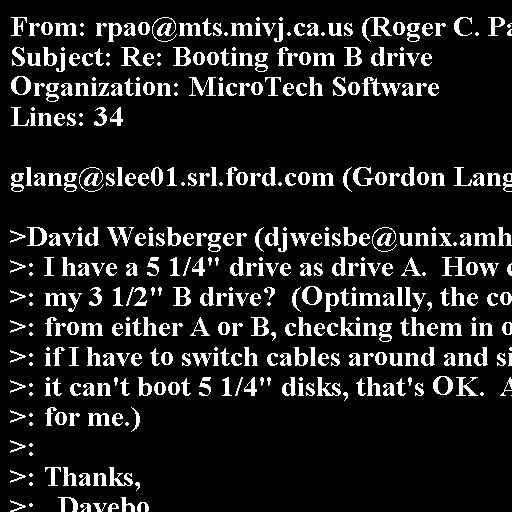 From: rpao@mts.mivj.ca.us (Roger C. Pa
Subject: Re: Booting from B drive
Organization: MicroTech Software
Lines: 34

glang@slee01.srl.ford.com (Gordon Lang

>David Weisberger (djweisbe@unix.amh
>: I have a 5 1/4" drive as drive A.  How
>: my 3 1/2" B drive?  (Optimally, the co
>: from either A or B, checking them in o
>: if I have to switch cables around and si
>: it can't boot 5 1/4" disks, that's OK.  A
>: for me.)
>:
>: Thanks,
>:   Davebo